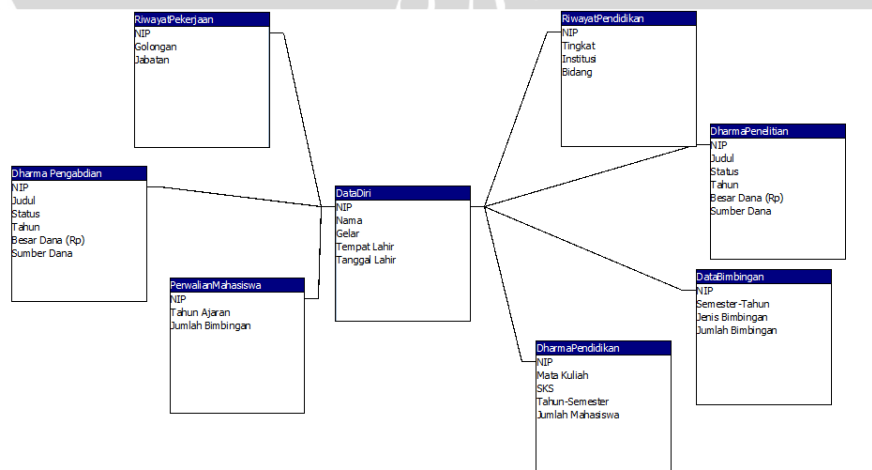 RiwayatPekerjaan
NIP
Golongan
Jabatan
RiwayatPendidikan
NIP
Tingkat
Institusi
Bidang
DharmaPenelitian
NIP
Judul
Status
Tahun
Besar Dana (Rp)
Sumber Dana
Dharma Pengabdian
NIP
Judul
Status
Tahun
Besar Dana (Rp)
Sumber Dana
DataDiri
NIP
Nama
Gelar
Tempat Lahir
Tanggal Lahir
PerwalianMahasiswa
NIP
Tahun Ajaran
Jumlah Bimbingan
DataBimbingan
NIP
Semester-Tahun
Jenis Bimbingan
Jumlah Bimbingan
DharmaPendidikan
NIP
Mata Kuliah
SKS
Tahun-Semester
Jumlah Mahasiswa